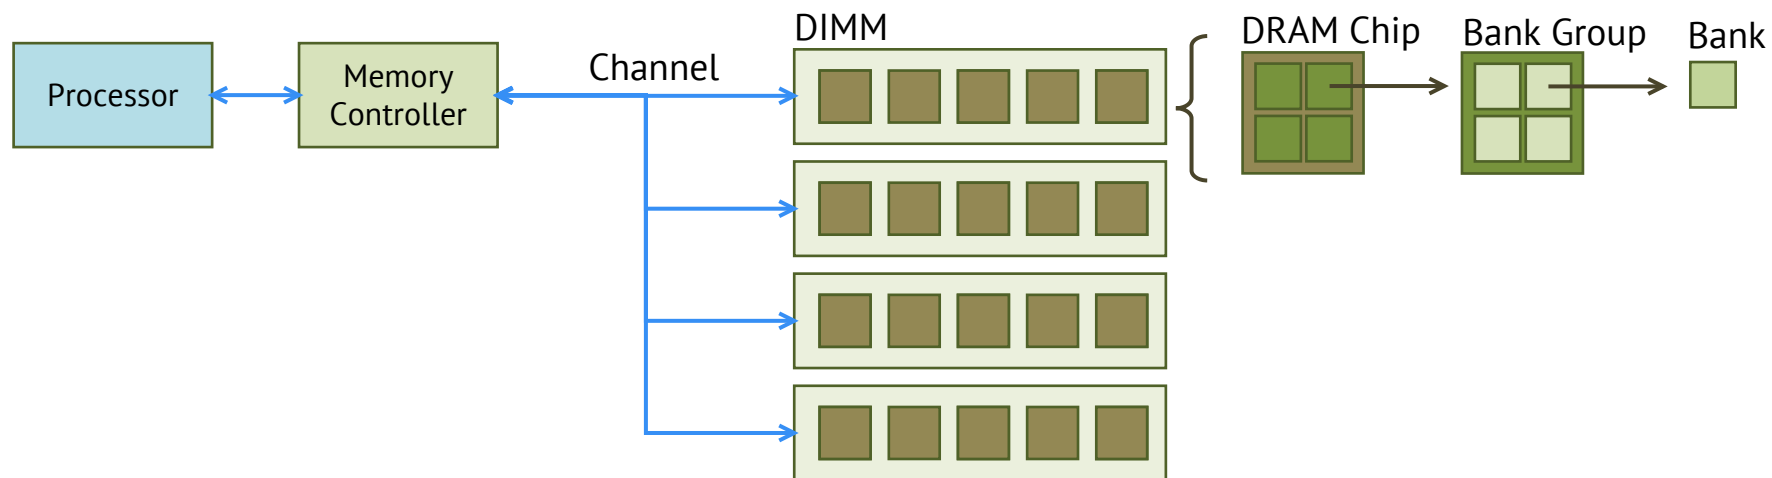 Processor
Memory
Controller
Channel
DIMM
DRAM Chip
Bank Group
Bank